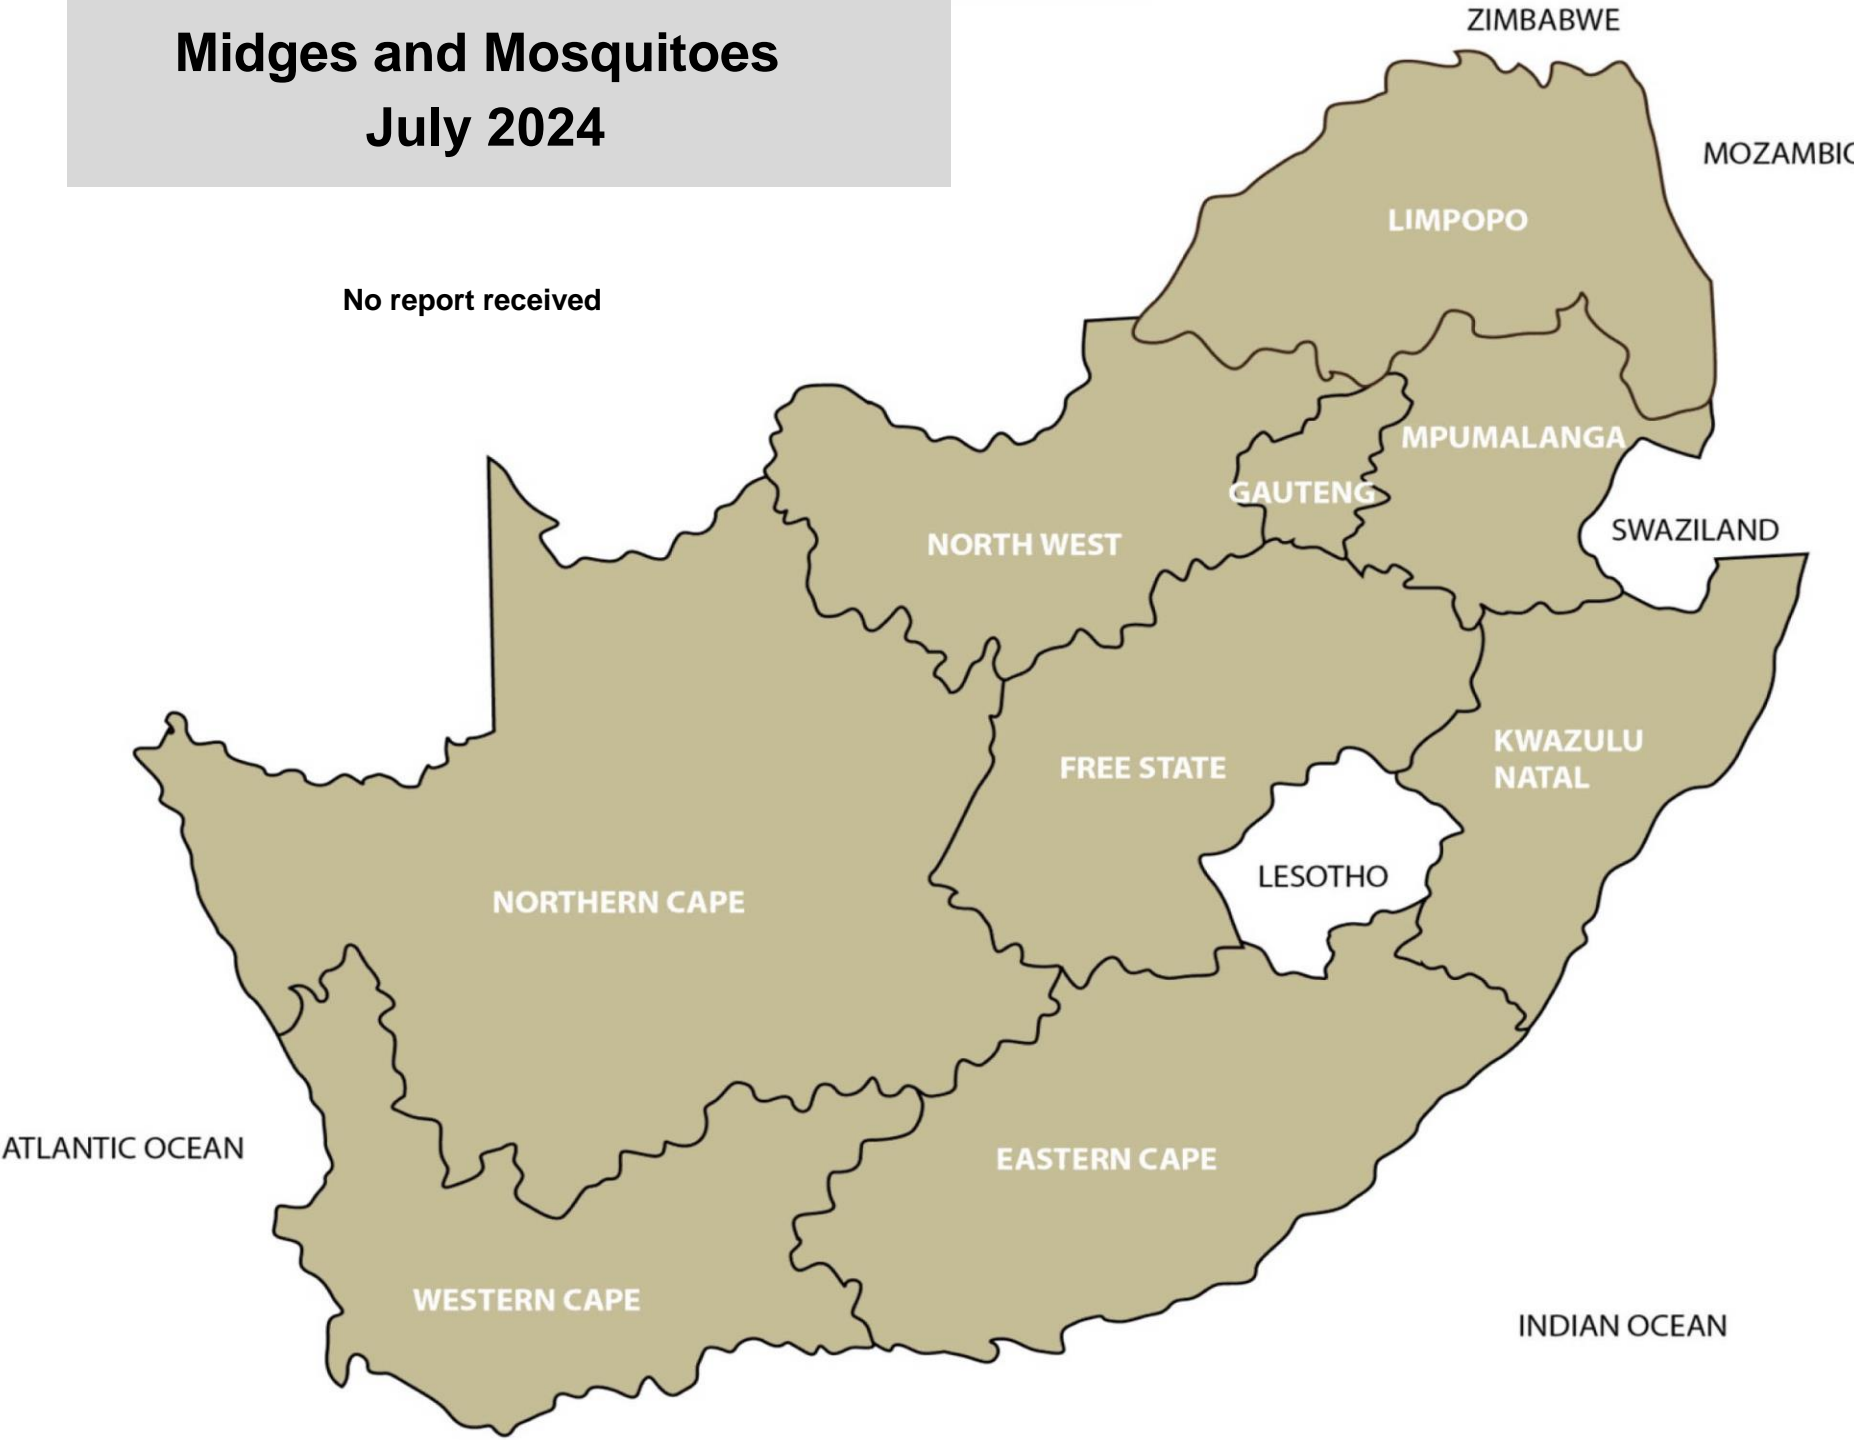 Midges and Mosquitoes
July 2024
ZIMBABWE
MOZAMBIC
LIMPOPO
No report received
MPUMALANGA
GAUTENG
NORTH WEST
SWAZILAND
KWAZULU
NATAL
FREE STATE
LESOTHO
NORTHERN CAPE
ATLANTIC OCEAN
EASTERN CAPE
WESTERN CAPE
INDIAN OCEAN